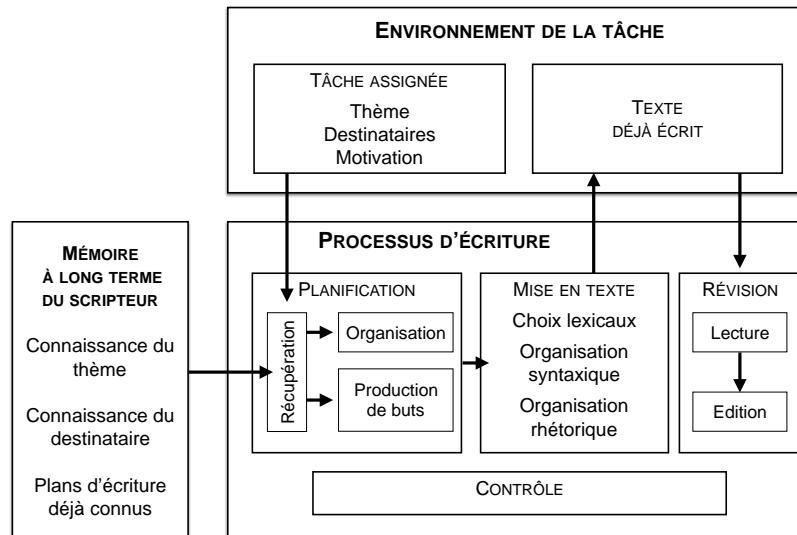 ENVIRONNEMENT DE LA TÂCHE
TÂCHE ASSIGNÉE
Thème
Destinataires
Motivation
TEXTE
DÉJÀ ÉCRIT
MÉMOIRE
À LONG TERME
DU SCRIPTEUR
Connaissance du
thème
Connaissance du
destinataire
Plans d'écriture
déjà connus
PROCESSUS D'ÉCRITURE
PLANIFICATION
Récupération
Organisation
Production
de buts
MISE EN TEXTE
Choix lexicaux
Organisation
syntaxique
Organisation
rhétorique
RÉVISION
Lecture
Edition
CONTRÔLE